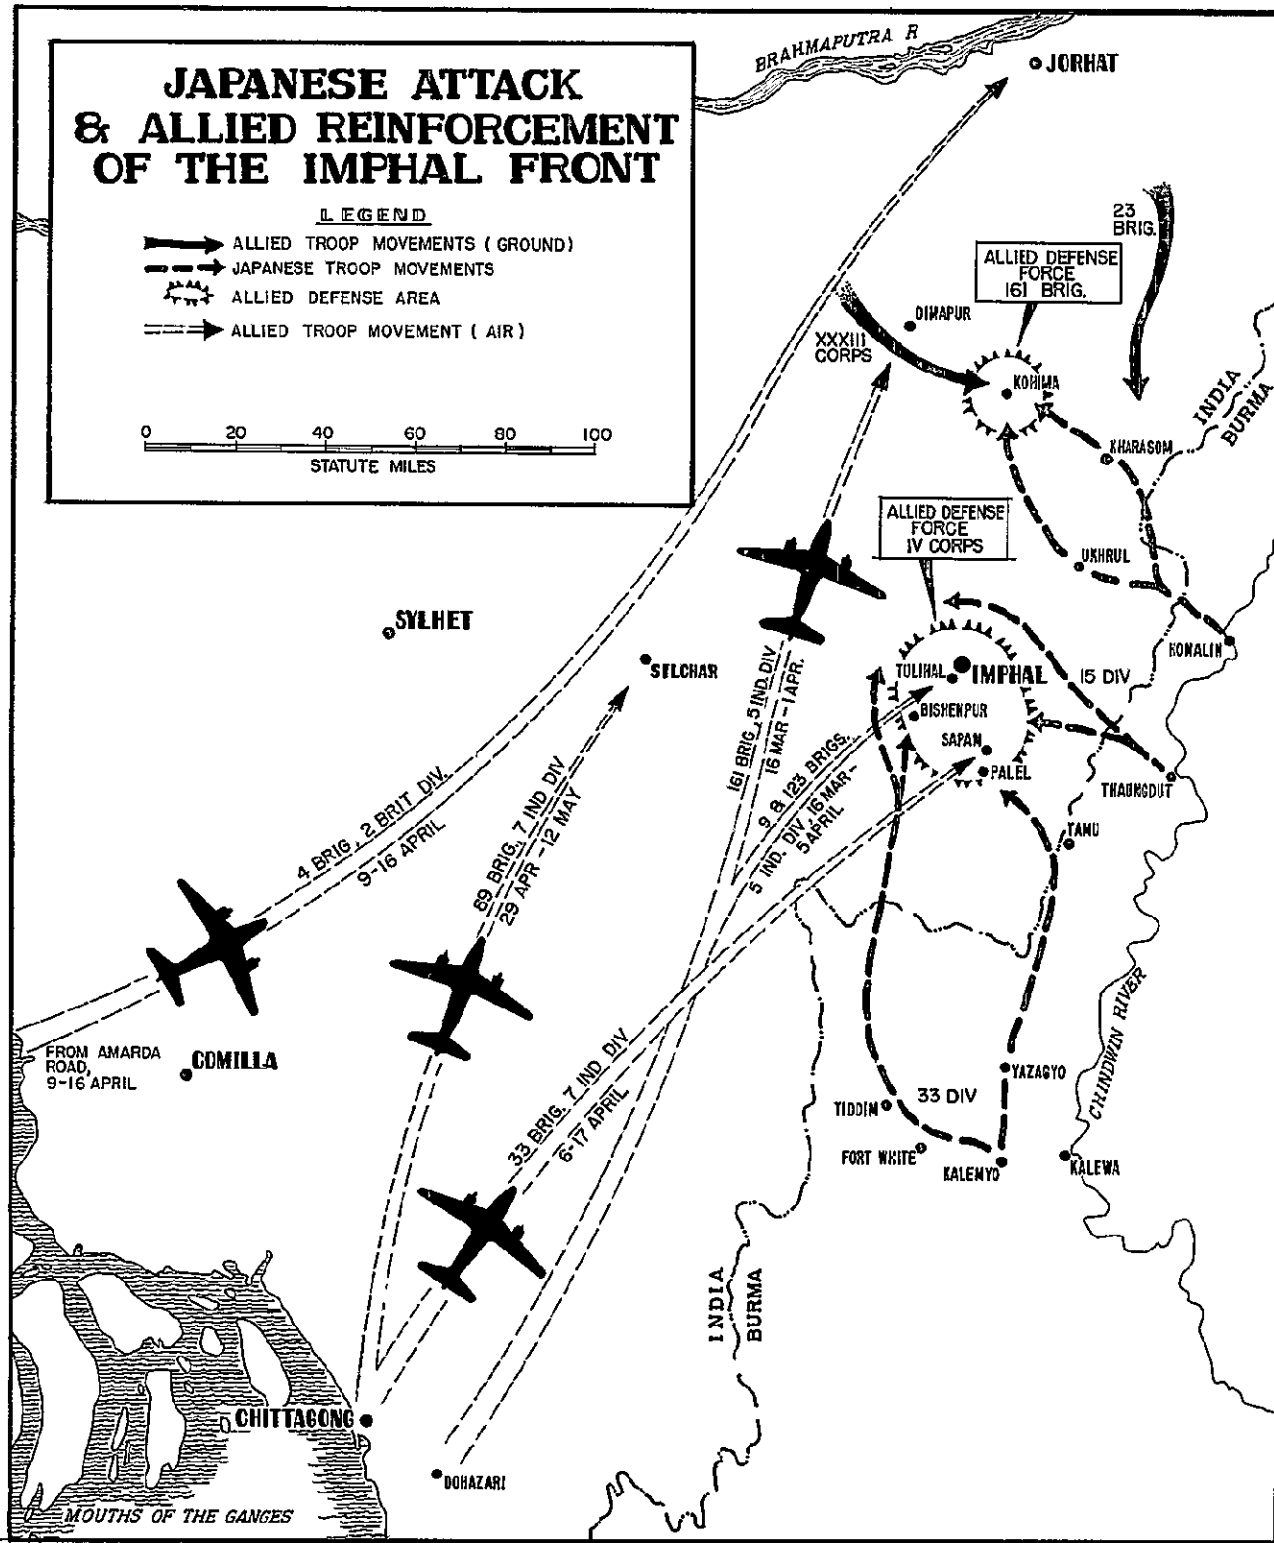 JAPANESE ATTACK
& ALLIED REINFORCEMENT
OF THE IMPHAL FRONT
LEGEND
ALLIED TROOP MOVEMENTS (GROUND)
JAPANESE TROOP MOVEMENTS
ALLIED DEFENSE AREA
ALLIED TROOP MOVEMENT (AIR)
0 20 40 60 80 100
STATUTE MILES
BRAHMAPUTRA R
JORHAT
23
BRIG.
ALLIED DEFENSE
FORCE
161 BRIG.
DIMAPUR
XXXIII
CORPS
KOHIMA
INDIA
BURMA
KHARASOM
ALLIED DEFENSE
FORCE
IV CORPS
UKHRUL
SYLHET
SILCHAR
HOMALIN
TULIHAL
IMPHAL
15 DIV
BISHENPUR
SAPAM
PALEL
THAUNGDUT
TAMU
161 BRIG, 5 IND. DIV
16 MAR - 1 APR.
9 & 123 BRIGS.
5 IND. DIV, 16 MAR -
5 APRIL
4 BRIG, 2 BRIT DIV.
9-16 APRIL
89 BRIG, 7 IND DIV
29 APR - 12 MAY
FROM AMARDA
ROAD,
9-16 APRIL
COMILLA
33 BRIG. 7 IND DIV
6-17 APRIL
CHINDWIN RIVER
YAZAGYO
TIDDIM
33 DIV
FORT WHITE
KALEMYO
KALEWA
INDIA
BURMA
CHITTAGONG
DOHAZARI
MOUTHS OF THE GANGES